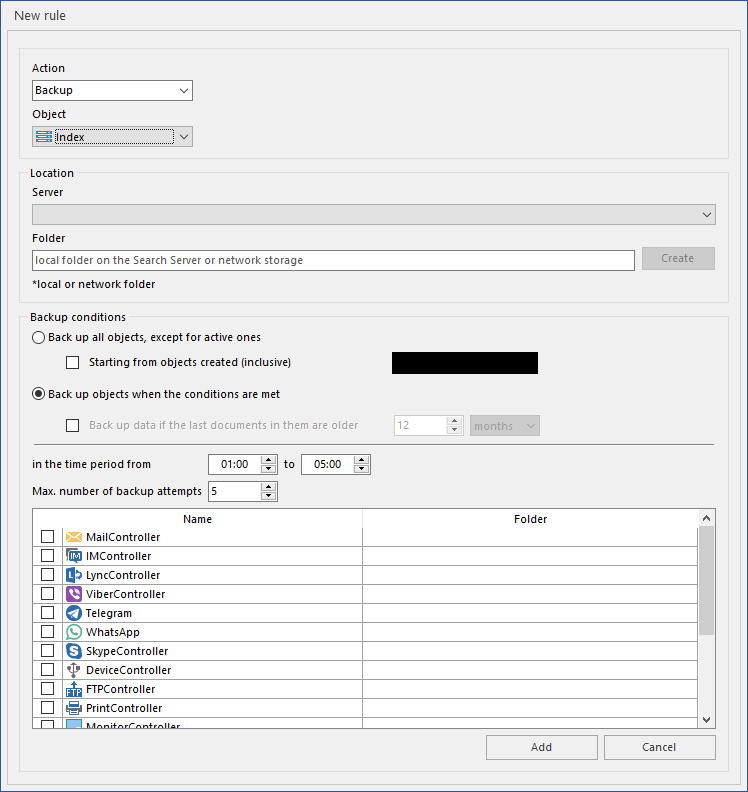 New rule
Action
Backup
Object
Index
Location
Server
Folder
local folder on the Search Server or network storage
Create
*local or network folder
Backup conditions
Back up all objects, except for active ones
Starting from objects created (inclusive)
Back up objects when the conditions are met
Back up data if the last documents in them are older 12 months
in the time period from 01:00 to 05:00
Max. number of backup attempts 5
Name Folder
MailController
IMController
LyncController
ViberController
Telegram
WhatsApp
SkypeController
DeviceController
FTPController
PrintController
MonitorController
Add Cancel